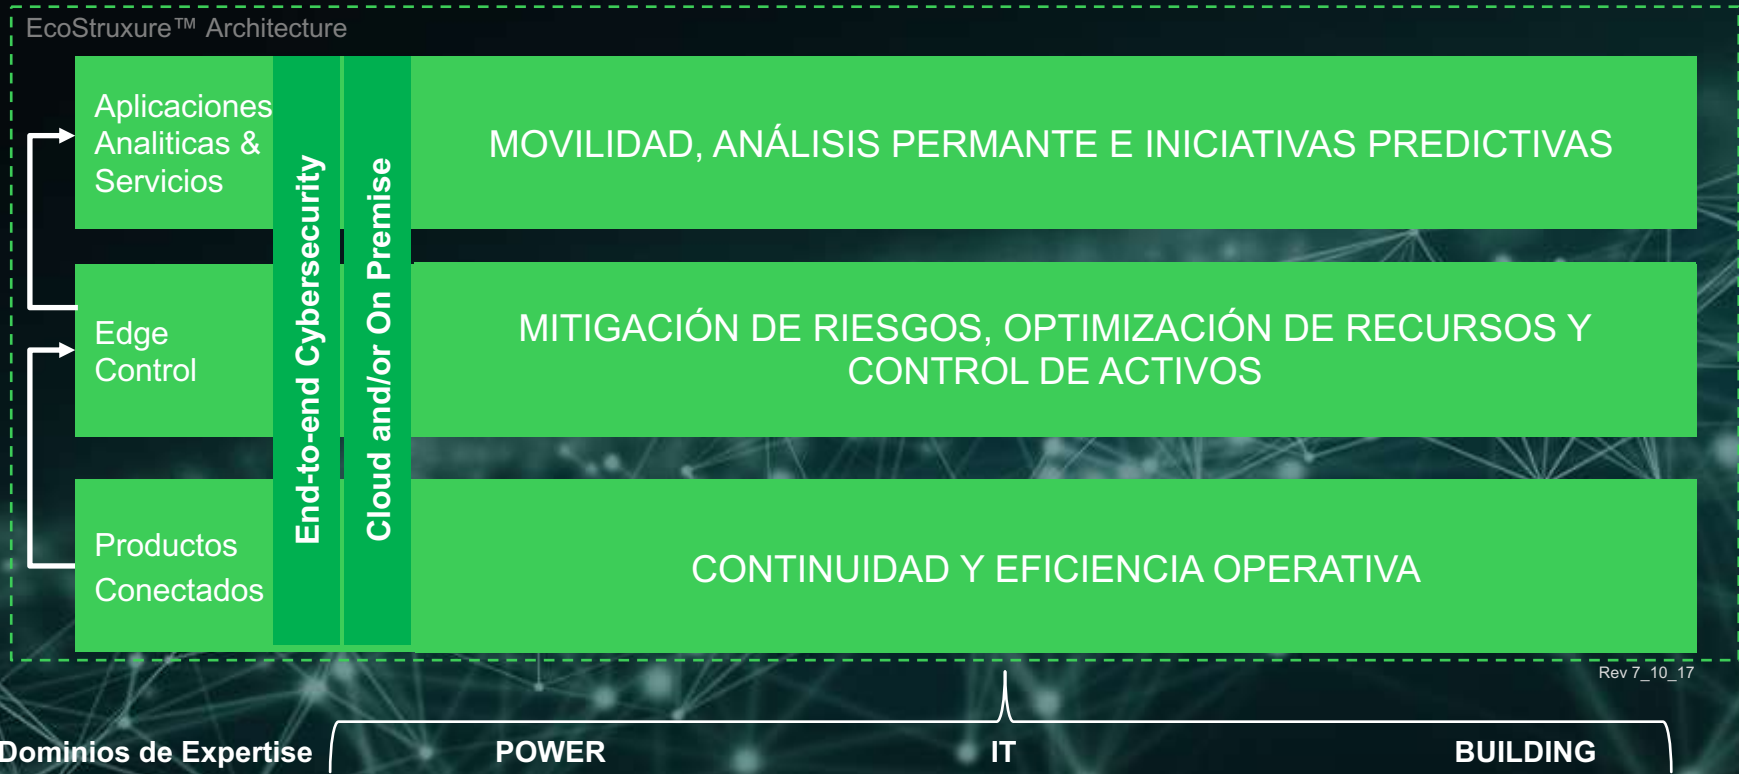 EcoStruxure™ Architecture
Aplicaciones
Analiticas &
Servicios
MOVILIDAD, ANÁLISIS PERMANTE E INICIATIVAS PREDICTIVAS
End-to-end Cybersecurity
Cloud and/or On Premise
Edge
Control
MITIGACIÓN DE RIESGOS, OPTIMIZACIÓN DE RECURSOS Y
CONTROL DE ACTIVOS
Productos
Conectados
CONTINUIDAD Y EFICIENCIA OPERATIVA
Rev 7_10_17
Dominios de Expertise
POWER
IT
BUILDING